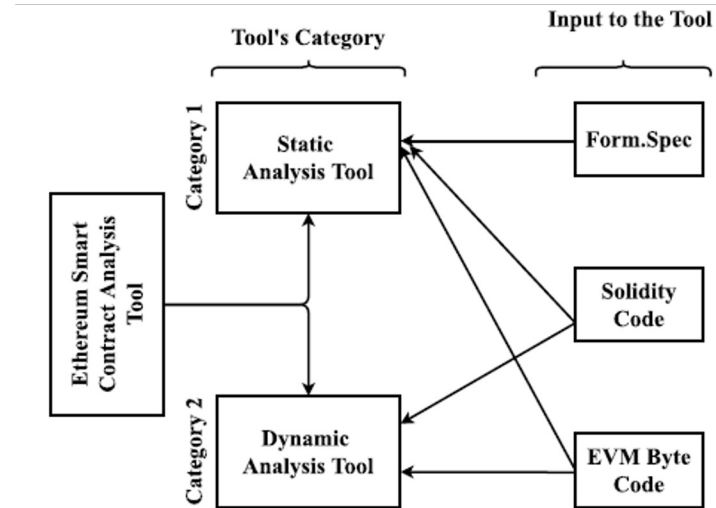 Tool's Category
Input to the Tool
Category 1
Static
Analysis Tool
Form.Spec
Ethereum Smart
Contract Analysis
Tool
Solidity
Code
Category 2
Dynamic
Analysis Tool
EVM Byte
Code